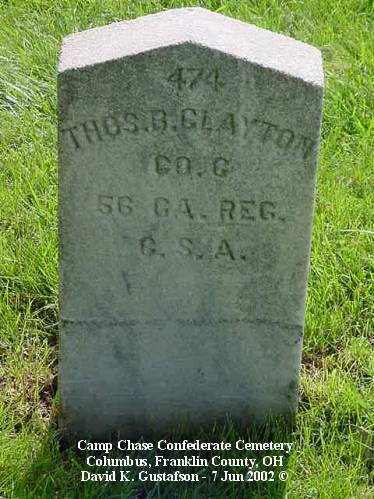 474
THOS. B. CLAYTON
CO. G
56 GA. REG.
C. S. A.
Camp Chase Confederate Cemetery
Columbus, Franklin County, OH
David K. Gustafson - 7 Jun 2002 ©